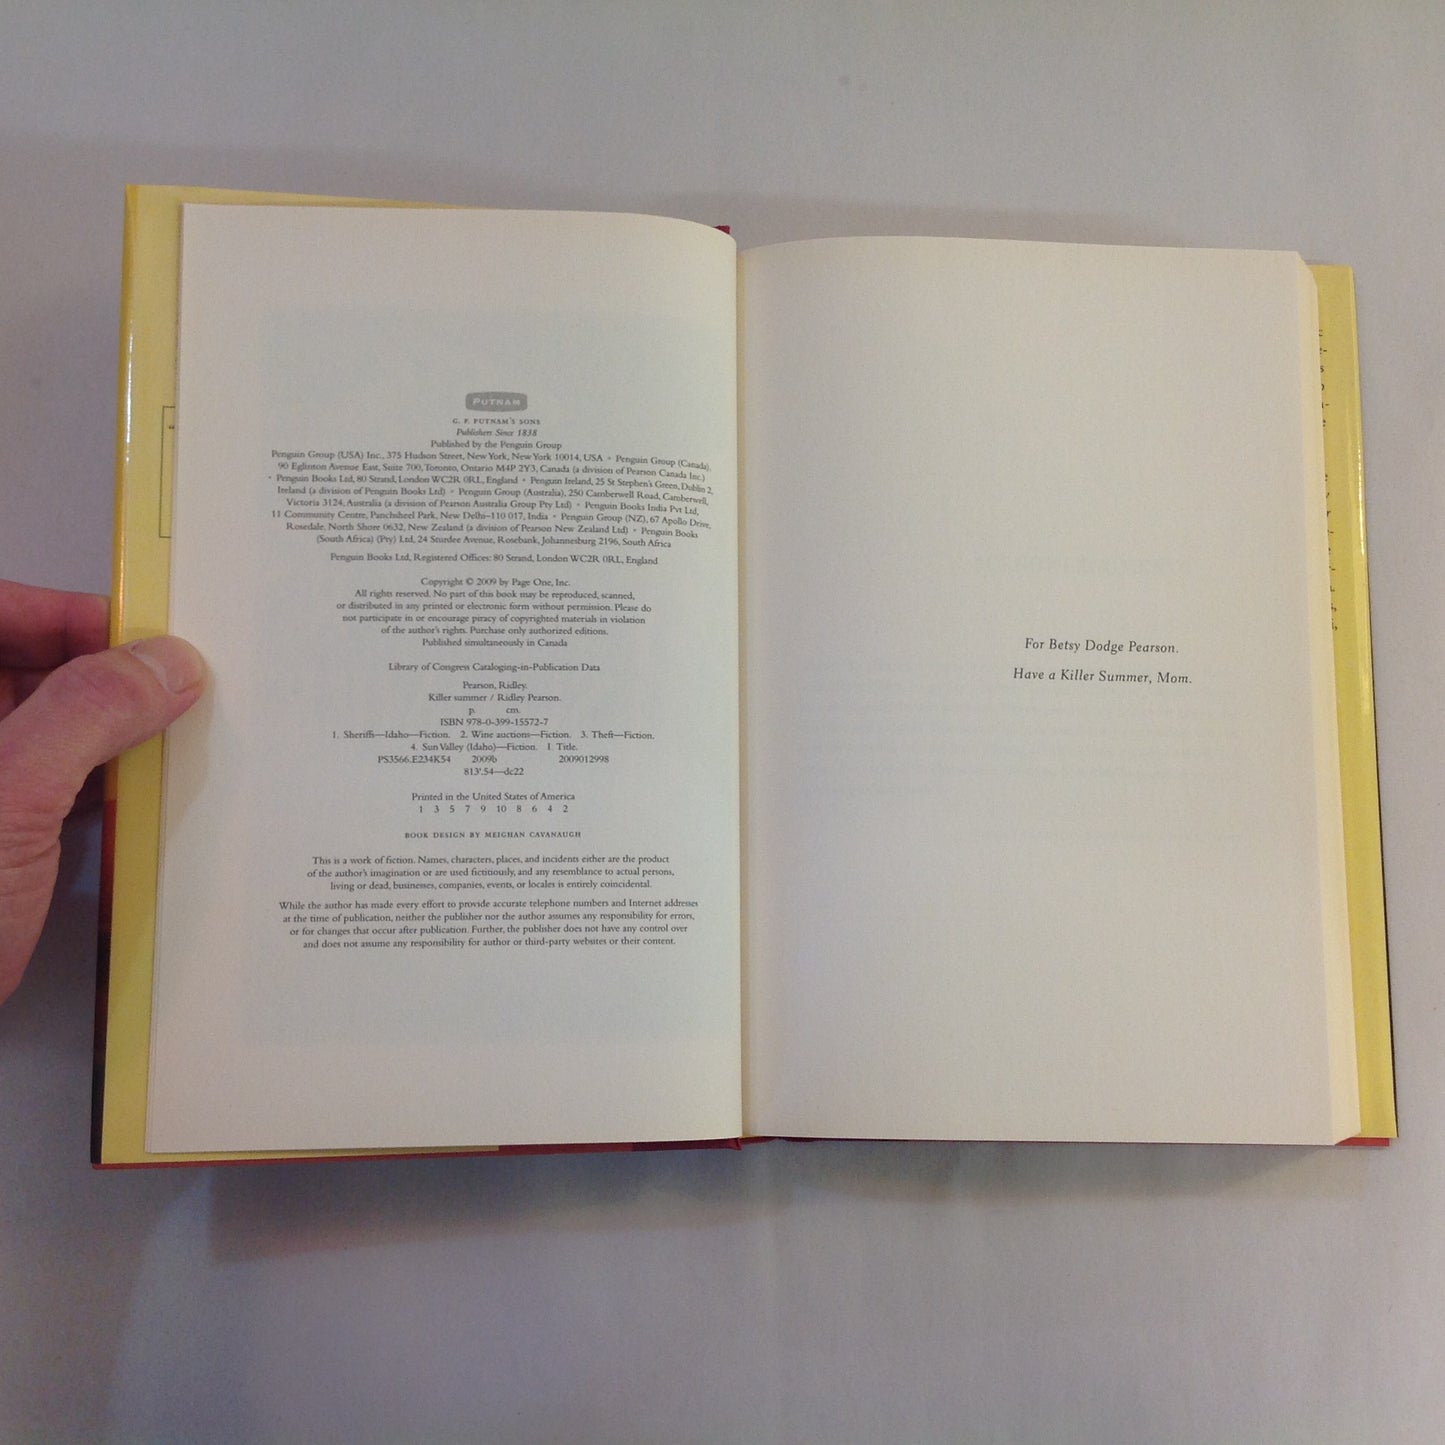 PUTNAM
G. P. PUTNAM'S SONS
Publishers Since 1838
Published by the Penguin Group
Penguin Group (USA) Inc., 375 Hudson Street, New York, New York 10014, USA • Penguin Group (Canada),
90 Eglinton Avenue East, Suite 700, Toronto, Ontario M4P 2Y3, Canada (a division of Pearson Canada Inc.)
• Penguin Books Ltd, 80 Strand, London WC2R 0RL, England • Penguin Ireland, 25 St Stephen's Green, Dublin 2,
Ireland (a division of Penguin Books Ltd) • Penguin Group (Australia), 250 Camberwell Road, Camberwell,
Victoria 3124, Australia (a division of Pearson Australia Group Pty Ltd) • Penguin Books India Pvt Ltd,
11 Community Centre, Panchsheel Park, New Delhi–110 017, India • Penguin Group (NZ), 67 Apollo Drive,
Rosedale, North Shore 0632, New Zealand (a division of Pearson New Zealand Ltd) • Penguin Books
(South Africa) (Pty) Ltd, 24 Sturdee Avenue, Rosebank, Johannesburg 2196, South Africa
Penguin Books Ltd, Registered Offices: 80 Strand, London WC2R 0RL, England
Copyright © 2009 by Page One, Inc.
All rights reserved. No part of this book may be reproduced, scanned,
or distributed in any printed or electronic form without permission. Please do
not participate in or encourage piracy of copyrighted materials in violation
of the author's rights. Purchase only authorized editions.
Published simultaneously in Canada
Library of Congress Cataloging-in-Publication Data
Pearson, Ridley.
Killer summer / Ridley Pearson.
p. cm.
ISBN 978-0-399-15572-7
1. Sheriffs—Idaho—Fiction. 2. Wine auctions—Fiction. 3. Theft—Fiction.
4. Sun Valley (Idaho)—Fiction. I. Title.
PS3566.E234K54 2009b 2009012998
813'.54—dc22
Printed in the United States of America
1 3 5 7 9 10 8 6 4 2
BOOK DESIGN BY MEIGHAN CAVANAUGH
This is a work of fiction. Names, characters, places, and incidents either are the product
of the author's imagination or are used fictitiously, and any resemblance to actual persons,
living or dead, businesses, companies, events, or locales is entirely coincidental.
While the author has made every effort to provide accurate telephone numbers and Internet addresses
at the time of publication, neither the publisher nor the author assumes any responsibility for errors,
or for changes that occur after publication. Further, the publisher does not have any control over
and does not assume any responsibility for author or third-party websites or their content.
For Betsy Dodge Pearson.
Have a Killer Summer, Mom.